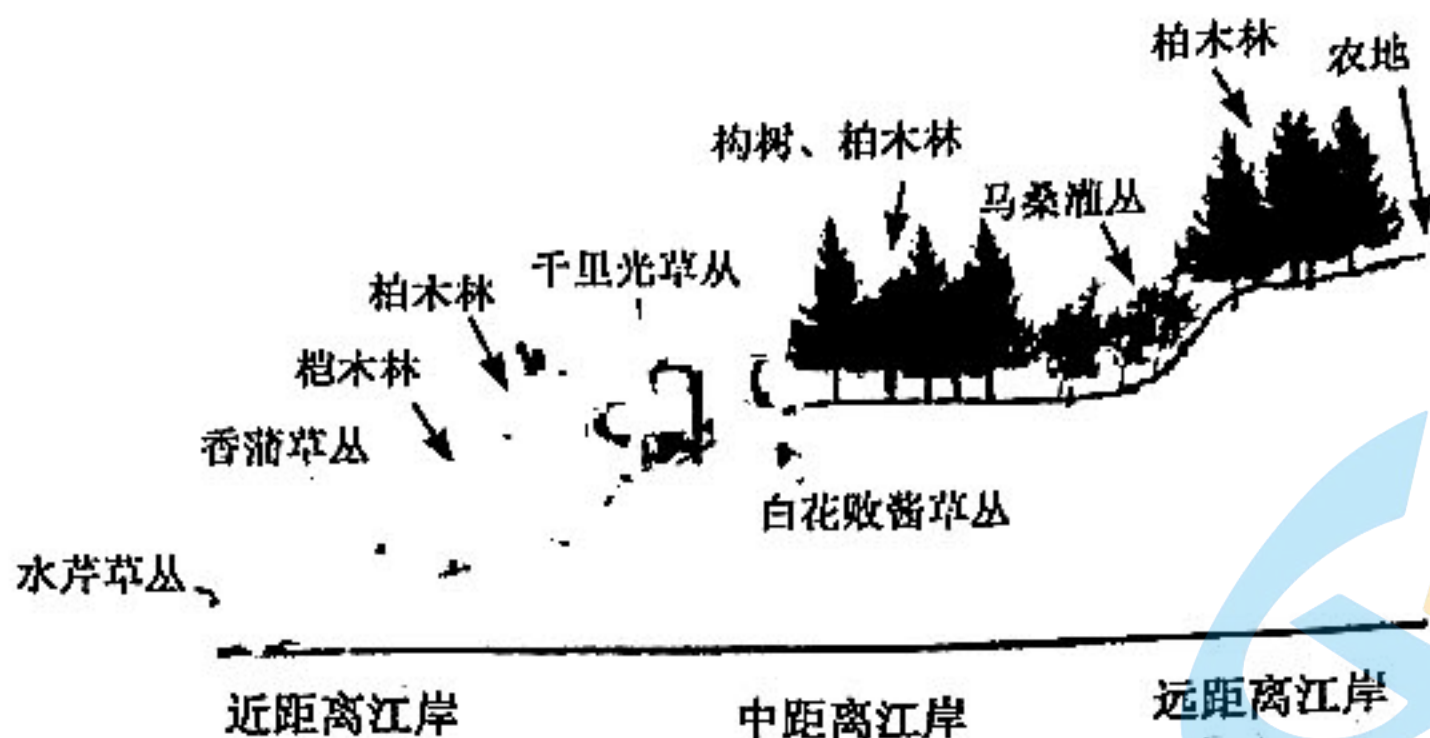 柏木林
农地
构树、柏木林
马桑灌丛
千里光草丛
柏木林
桤木林
香蒲草丛
白花败酱草丛
水芹草丛
近距离江岸
中距离江岸
远距离江岸